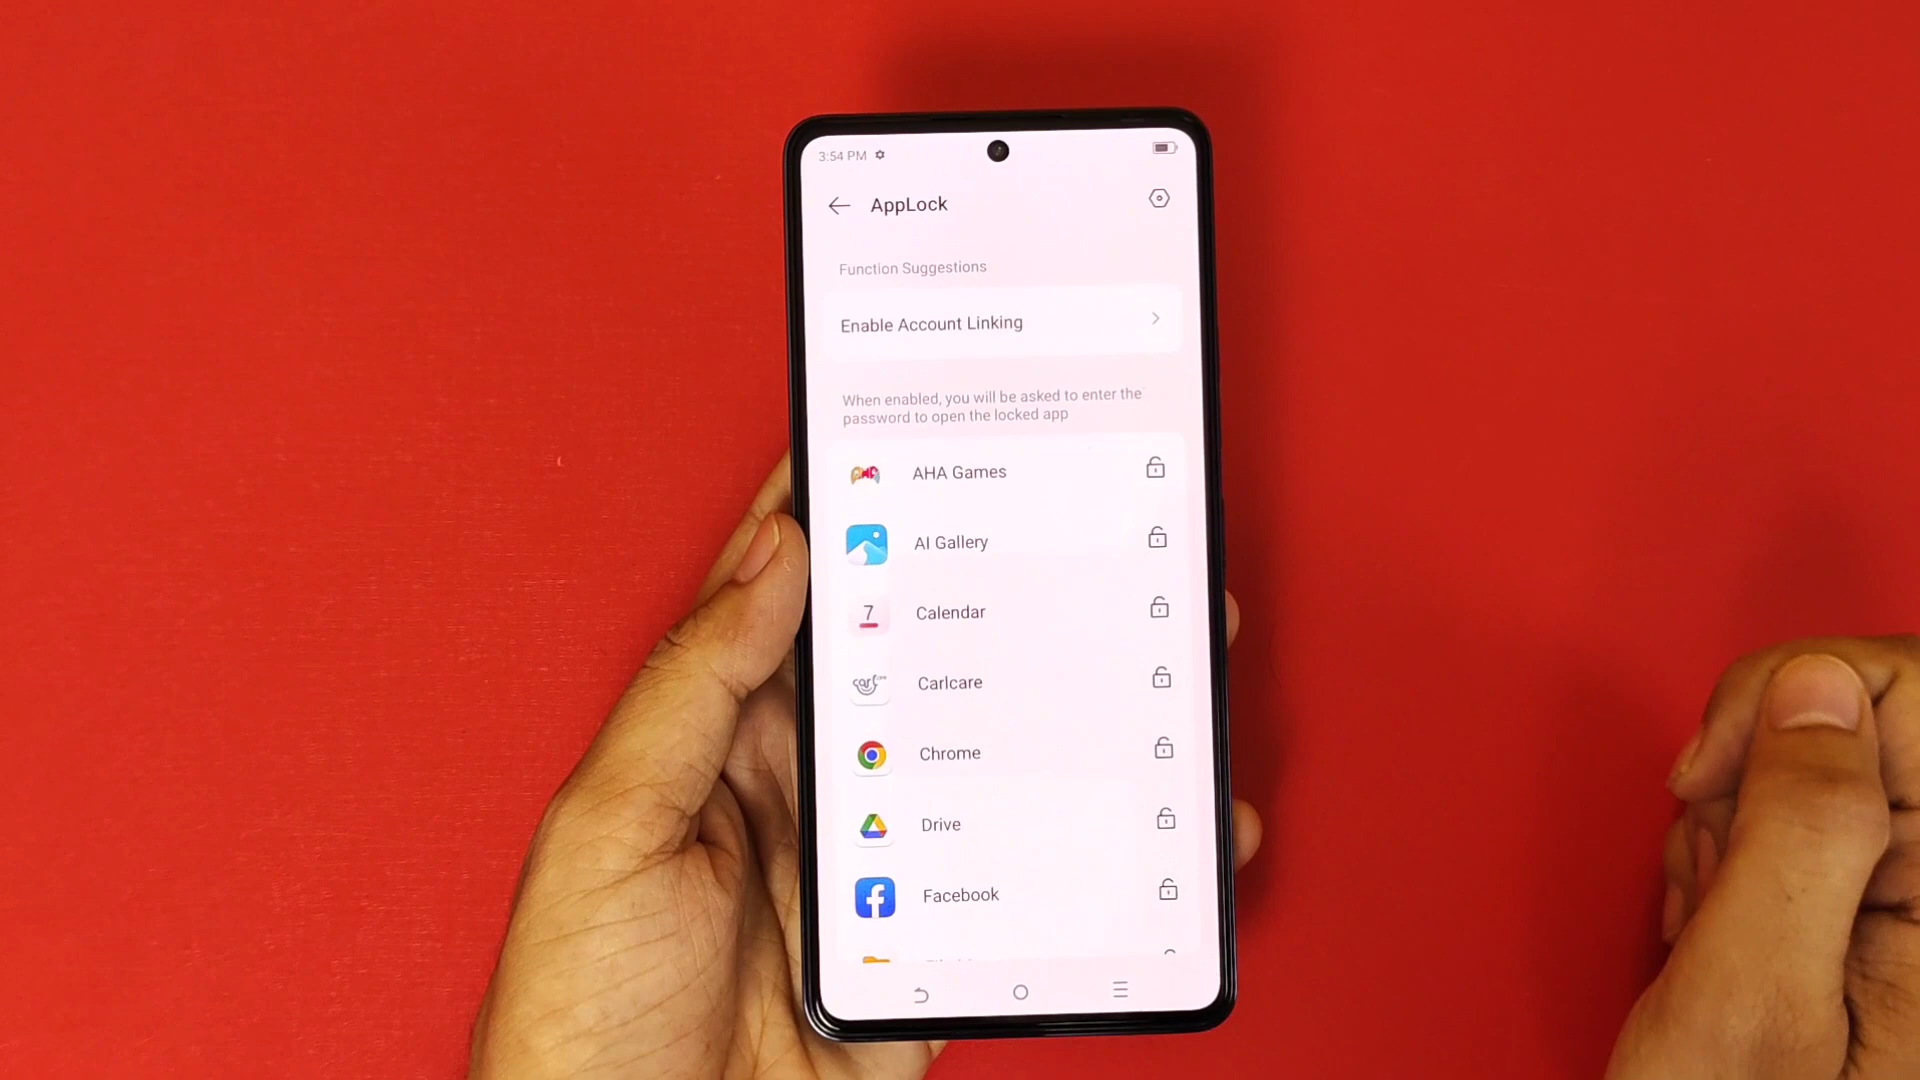 3:54 PM
AppLock
Function Suggestions
Enable Account Linking
When enabled, you will be asked to enter the
password to open the locked app
AHA Games
AI Gallery
7
Calendar
Carlcare
Chrome
Drive
Facebook